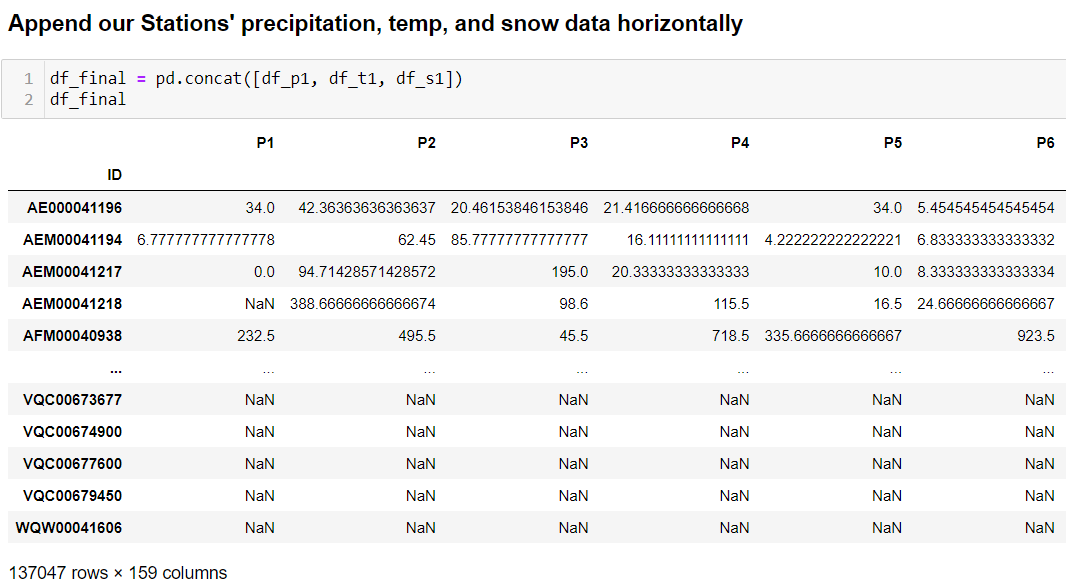 Append our Stations' precipitation, temp, and snow data horizontally
1 df_final = pd.concat([df_p1, df_t1, df_s1])
2 df_final
P1 P2 P3 P4 P5 P6
ID
AE000041196 34.0 42.36363636363637 20.46153846153846 21.416666666666668 34.0 5.454545454545454
AEM00041194 6.777777777777778 62.45 85.77777777777777 16.11111111111111 4.222222222222221 6.833333333333332
AEM00041217 0.0 94.71428571428572 195.0 20.33333333333333 10.0 8.333333333333334
AEM00041218 NaN 388.66666666666674 98.6 115.5 16.5 24.66666666666667
AFM00040938 232.5 495.5 45.5 718.5 335.6666666666667 923.5
... ... ... ... ... ... ...
VQC00673677 NaN NaN NaN NaN NaN NaN
VQC00674900 NaN NaN NaN NaN NaN NaN
VQC00677600 NaN NaN NaN NaN NaN NaN
VQC00679450 NaN NaN NaN NaN NaN NaN
WQW00041606 NaN NaN NaN NaN NaN NaN
137047 rows × 159 columns